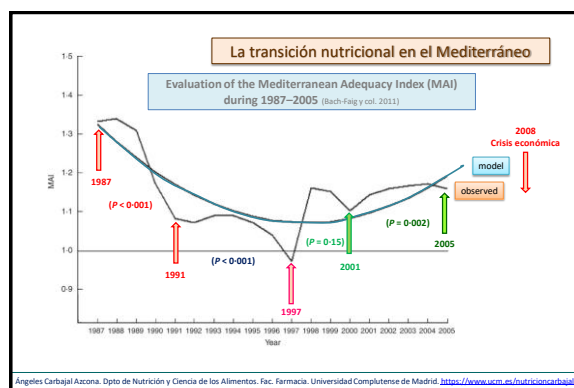 La transición nutricional en el Mediterráneo
Evaluation of the Mediterranean Adequacy Index (MAI)
during 1987–2005 (Bach-Faig y col. 2011)
1·5
1·4
1·3
1·2
1·1
1·0
0·9
MAI
1987
(P < 0·001)
1991
(P < 0·001)
1997
(P = 0·15)
2001
(P = 0·002)
2005
2008
Crisis económica
model
observed
1987 1988 1989 1990 1991 1992 1993 1994 1995 1996 1997 1998 1999 2000 2001 2002 2003 2004 2005
Year
Ángeles Carbajal Azcona. Dpto de Nutrición y Ciencia de los Alimentos. Fac. Farmacia. Universidad Complutense de Madrid. https://www.ucm.es/nutricioncarbajal